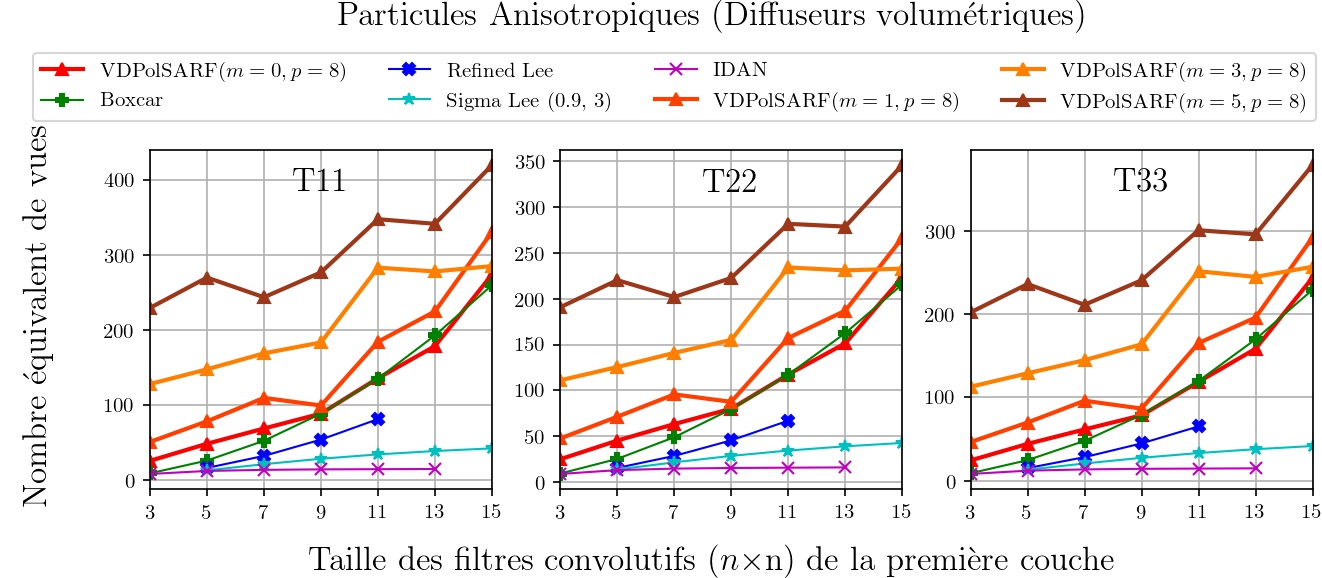 Particules Anisotropiques (Diffuseurs volumétriques)
VDPolSARF(m = 0, p = 8) Refined Lee IDAN VDPolSARF(m = 3, p = 8)
Boxcar Sigma Lee (0.9, 3) VDPolSARF(m = 1, p = 8) VDPolSARF(m = 5, p = 8)
Nombre équivalent de vues
T11
400
300
200
100
0
3 5 7 9 11 13 15
T22
350
300
250
200
150
100
50
0
3 5 7 9 11 13 15
T33
300
200
100
0
3 5 7 9 11 13 15
Taille des filtres convolutifs (n×n) de la première couche